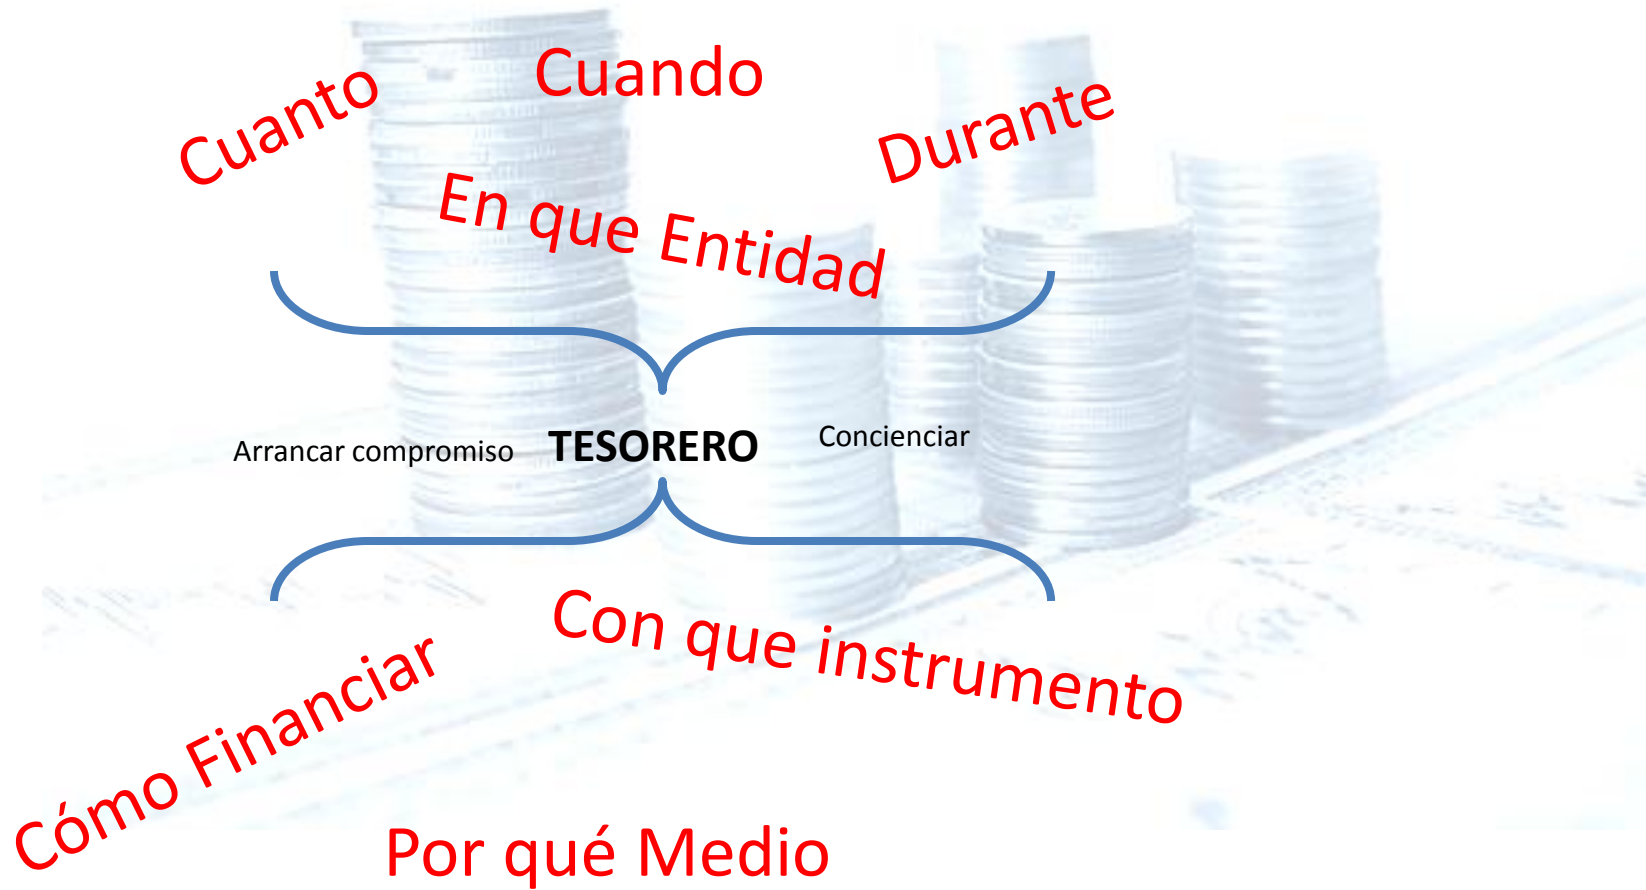 Cuanto
Cuando
Durante
En que Entidad
Arrancar compromiso
TESORERO
Concienciar
Con que instrumento
Cómo Financiar
Por qué Medio